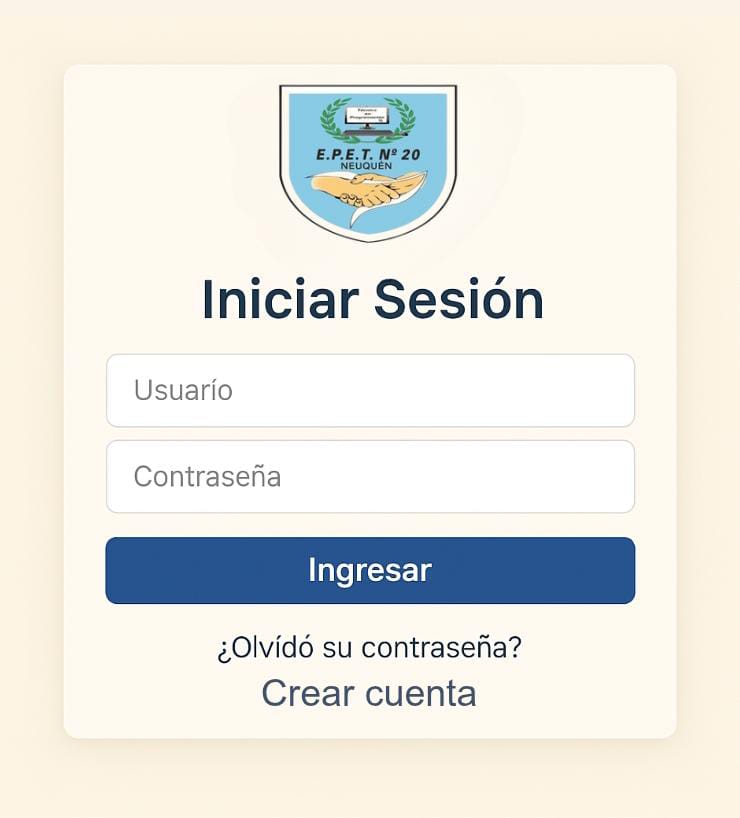 Técnico
en
Programación
E.P.E.T. Nº 20
NEUQUÉN
Iniciar Sesión
Usuarío
Contraseña
Ingresar
¿Olvídó su contraseña?
Crear cuenta